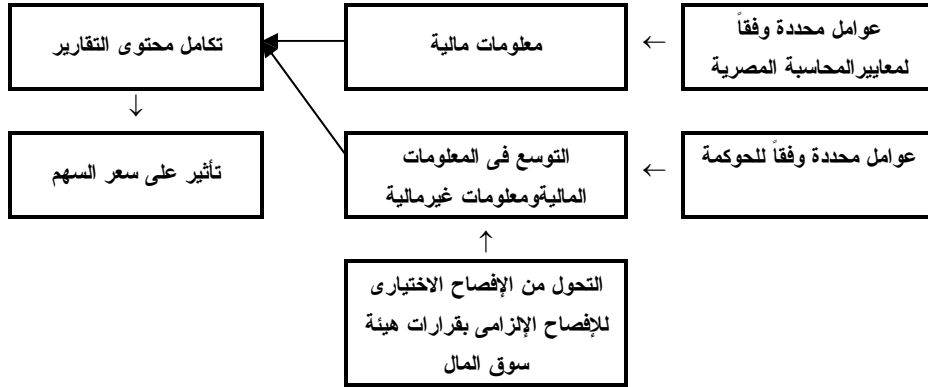 عوامل محددة وفقاً
لمعاييرالمحاسبة المصرية
←
معلومات مالية
تكامل محتوى التقارير
↓
عوامل محددة وفقاً للحوكمة
←
التوسع فى المعلومات
الماليةومعلومات غيرمالية
تأثير على سعر السهم
↑
التحول من الإفصاح الاختيارى
للإفصاح الإلزامى بقرارات هيئة
سوق المال